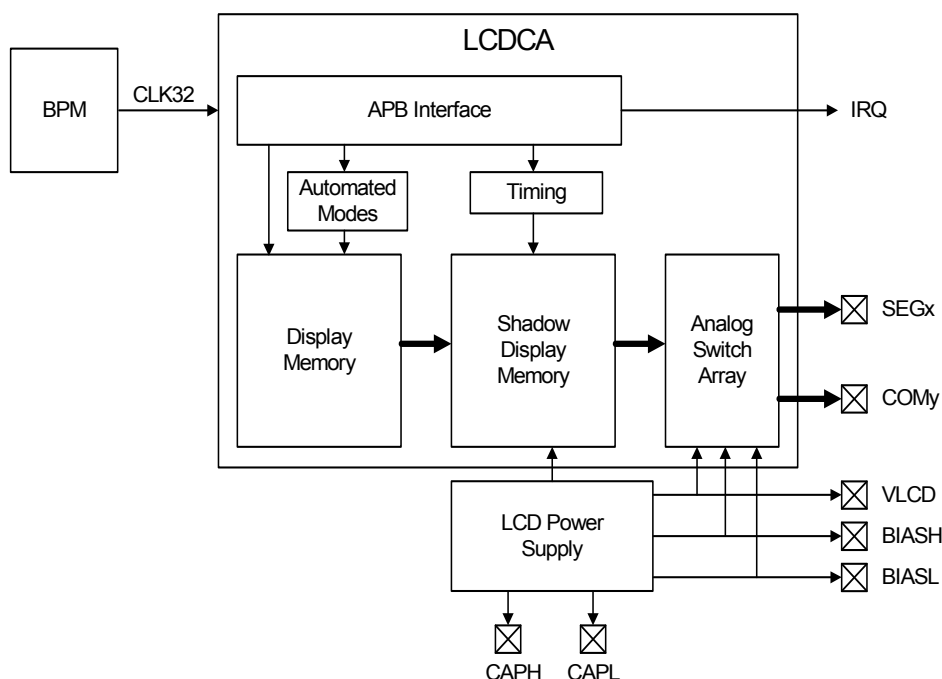 LCDCA
BPM
CLK32
APB Interface
IRQ
Automated
Modes
Timing
Display
Memory
Shadow
Display
Memory
Analog
Switch
Array
SEGx
COMy
LCD Power
Supply
VLCD
BIASH
BIASL
CAPH
CAPL